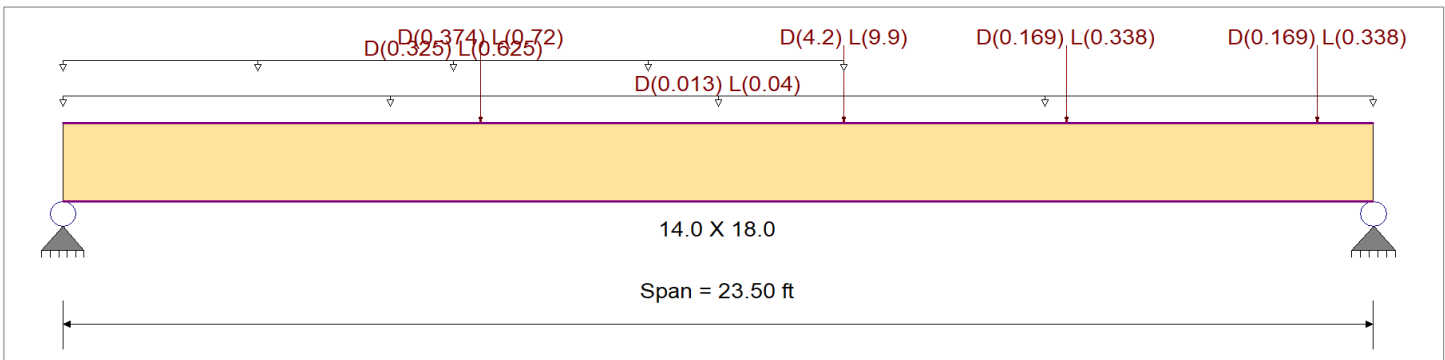 D(0.374) L(0.72)
D(4.2) L(9.9)
D(0.169) L(0.338)
D(0.169) L(0.338)
D(0.325) L(0.625)
D(0.013) L(0.04)
14.0 X 18.0
Span = 23.50 ft